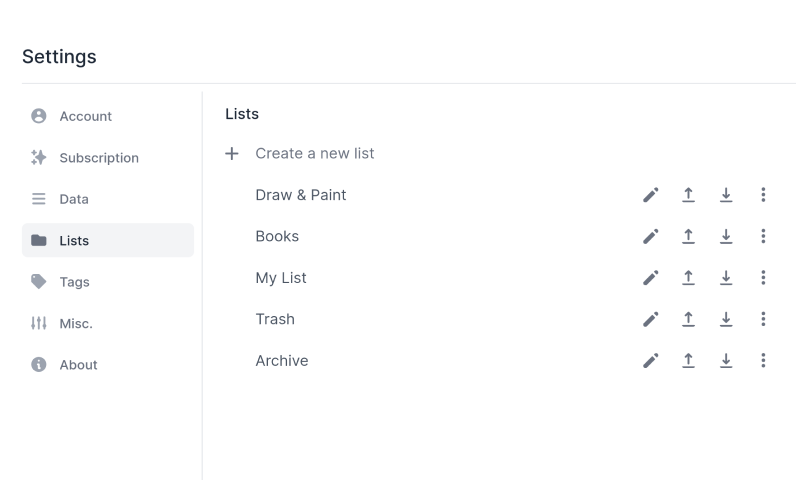 Settings
Account
Subscription
Data
Lists
Tags
Misc.
About
Lists
Create a new list
Draw & Paint
Books
My List
Trash
Archive